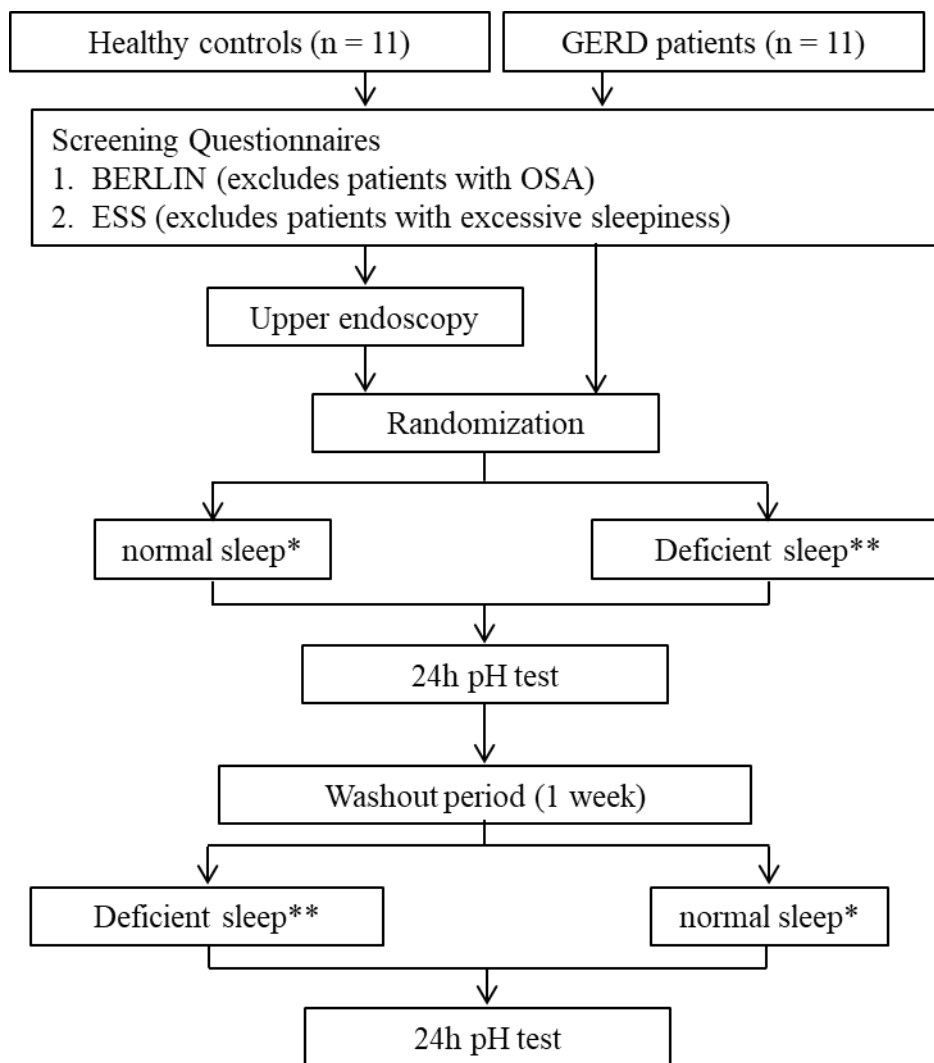 Healthy controls (n = 11)
GERD patients (n = 11)
Screening Questionnaires
1. BERLIN (excludes patients with OSA)
2. ESS (excludes patients with excessive sleepiness)
Upper endoscopy
Randomization
normal sleep*
Deficient sleep**
24h pH test
Washout period (1 week)
Deficient sleep**
normal sleep*
24h pH test